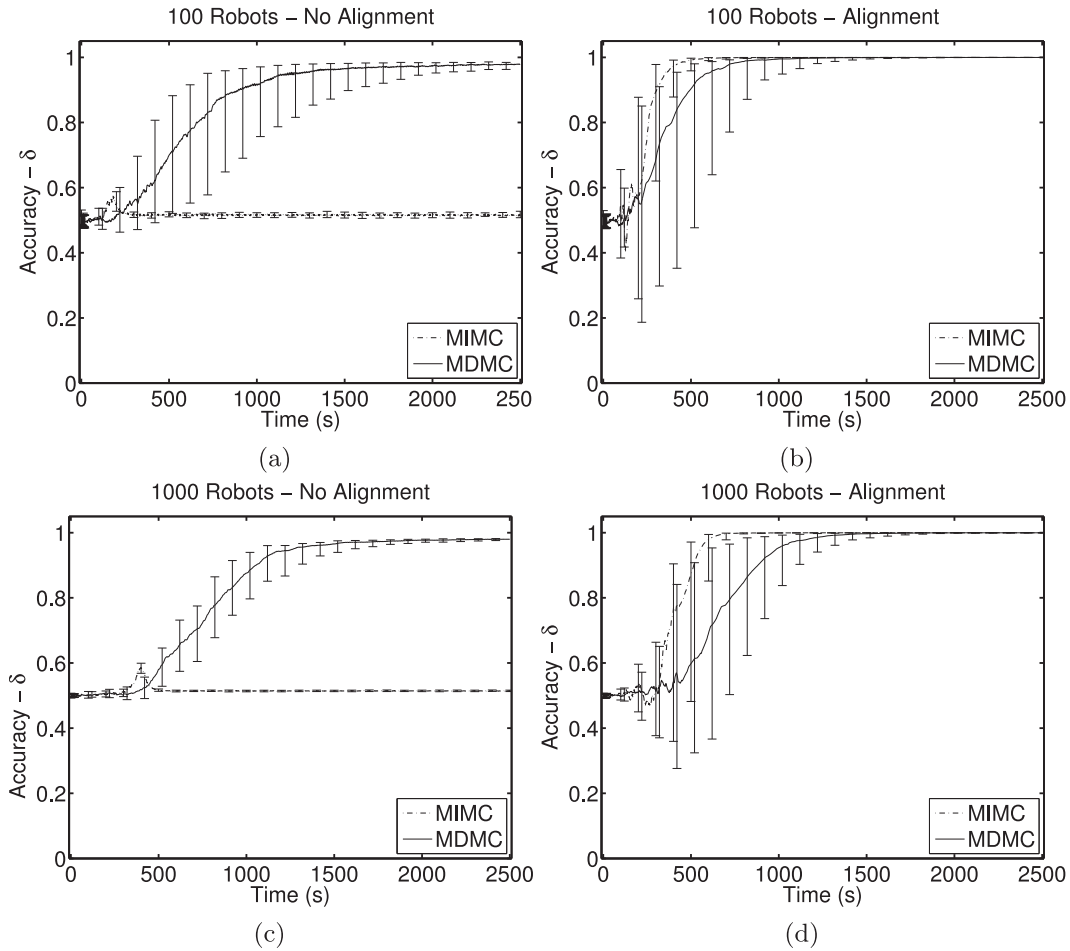 100 Robots – No Alignment
1
0.8
0.6
0.4
0.2
0
Accuracy – δ
MIMC
MDMC
0
500
1000
1500
2000
250
Time (s)
(a)
100 Robots – Alignment
1
0.8
0.6
0.4
0.2
0
Accuracy – δ
MIMC
MDMC
0
500
1000
1500
2000
2500
Time (s)
(b)
1000 Robots – No Alignment
1
0.8
0.6
0.4
0.2
0
Accuracy – δ
MIMC
MDMC
0
500
1000
1500
2000
2500
Time (s)
(c)
1000 Robots – Alignment
1
0.8
0.6
0.4
0.2
0
Accuracy – δ
MIMC
MDMC
0
500
1000
1500
2000
2500
Time (s)
(d)